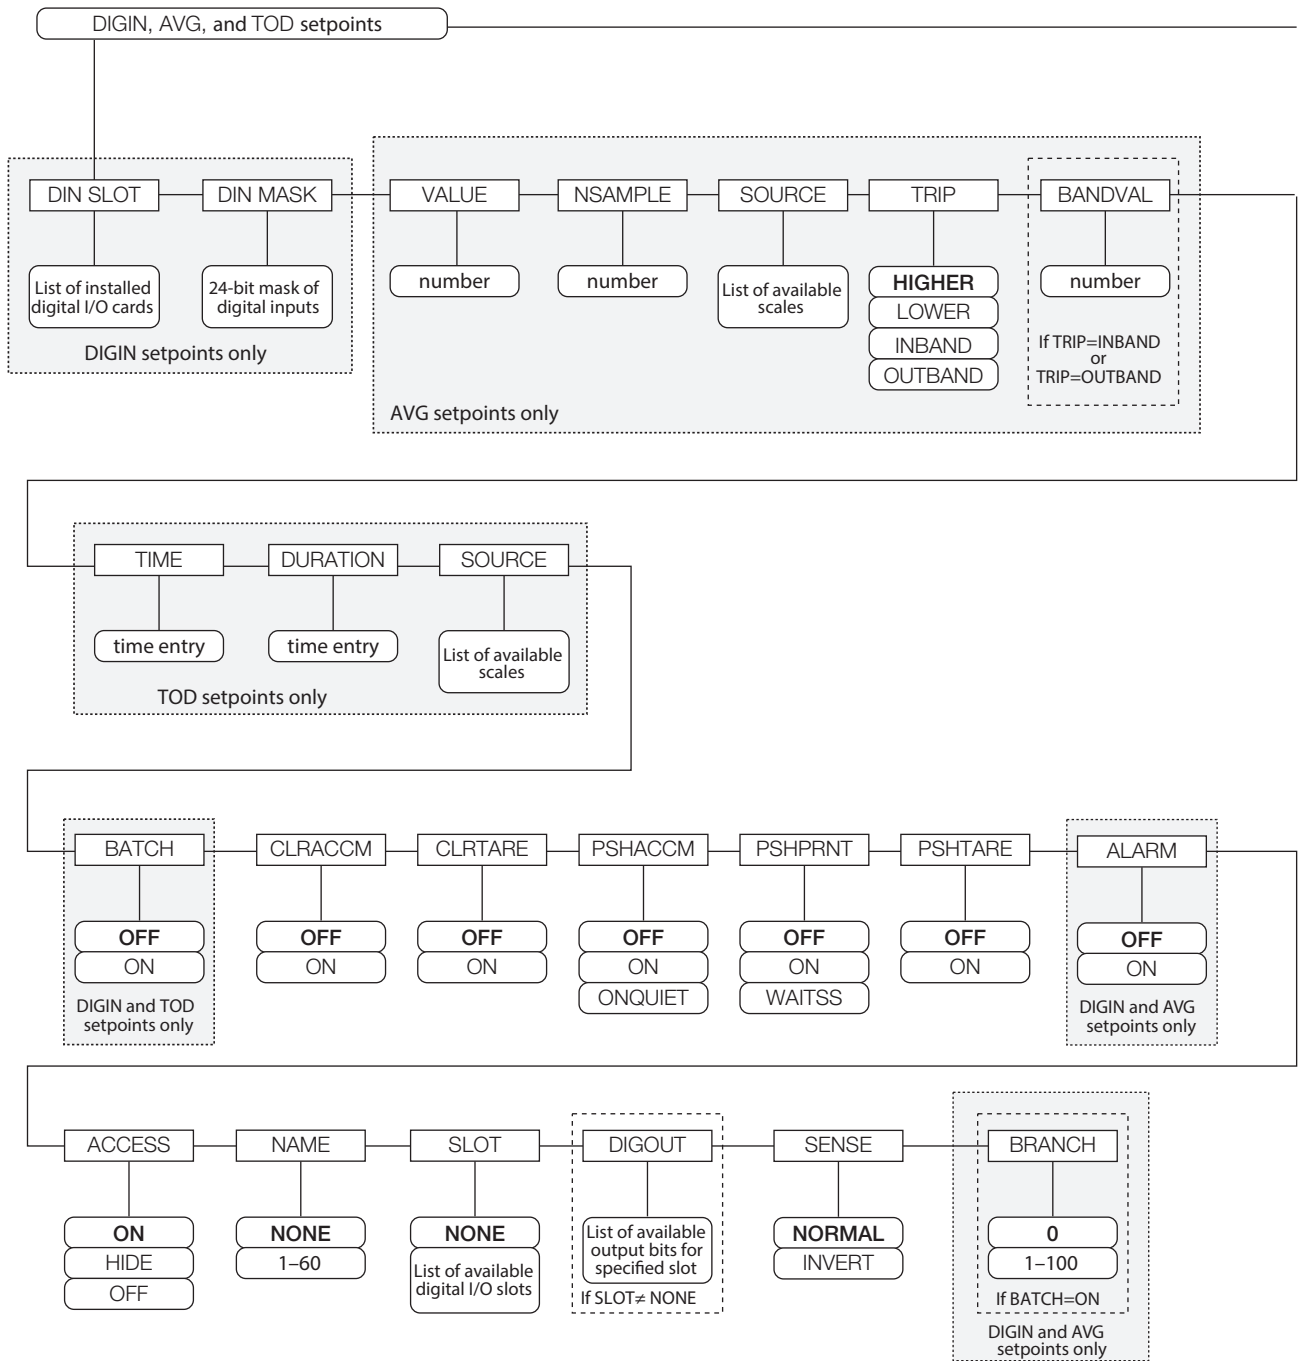 DIGIN, AVG, and TOD setpoints
DIN SLOT
DIN MASK
VALUE
NSAMPLE
SOURCE
TRIP
BANDVAL
List of installed
digital I/O cards
24-bit mask of
digital inputs
number
number
List of available
scales
HIGHER
LOWER
INBAND
OUTBAND
number
If TRIP=INBAND
or
TRIP=OUTBAND
DIGIN setpoints only
AVG setpoints only
TIME
DURATION
SOURCE
time entry
time entry
List of available
scales
TOD setpoints only
BATCH
CLRACCM
CLRTARE
PSHACCM
PSHPRNT
PSHTARE
ALARM
OFF
ON
OFF
ON
OFF
ON
OFF
ON
ONQUIET
OFF
ON
WAITSS
OFF
ON
OFF
ON
DIGIN and TOD
setpoints only
DIGIN and AVG
setpoints only
ACCESS
NAME
SLOT
DIGOUT
SENSE
BRANCH
ON
HIDE
OFF
NONE
1–60
NONE
List of available
digital I/O slots
List of available
output bits for
specified slot
If SLOT≠ NONE
NORMAL
INVERT
0
1–100
If BATCH=ON
DIGIN and AVG
setpoints only